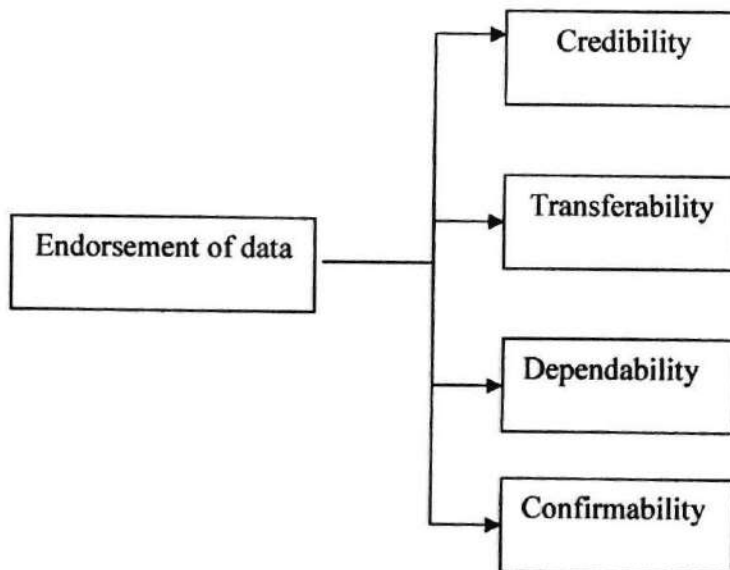 Credibility
Transferability
Endorsement of data
Dependability
Confirmability